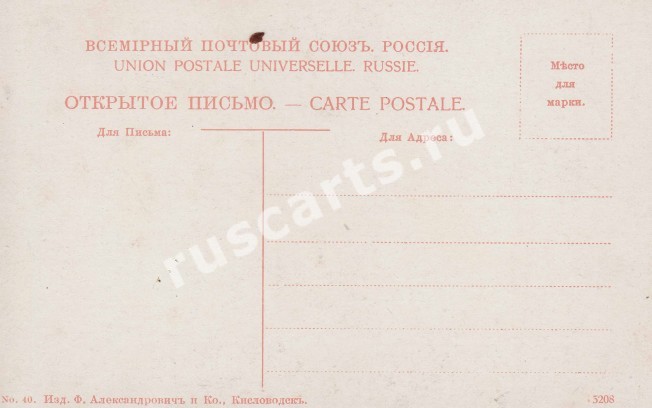 ВСЕМІРНЫЙ ПОЧТОВЫЙ СОЮЗЪ. РОССІЯ.
UNION POSTALE UNIVERSELLE. RUSSIE.
ОТКРЫТОЕ ПИСЬМО. — CARTE POSTALE.
Мѣсто
для
марки.
Для Письма:
Для Адреса:
ruscarts.ru
No. 40. Изд. Ф. Александровичъ и Ко., Кисловодскъ.
3208